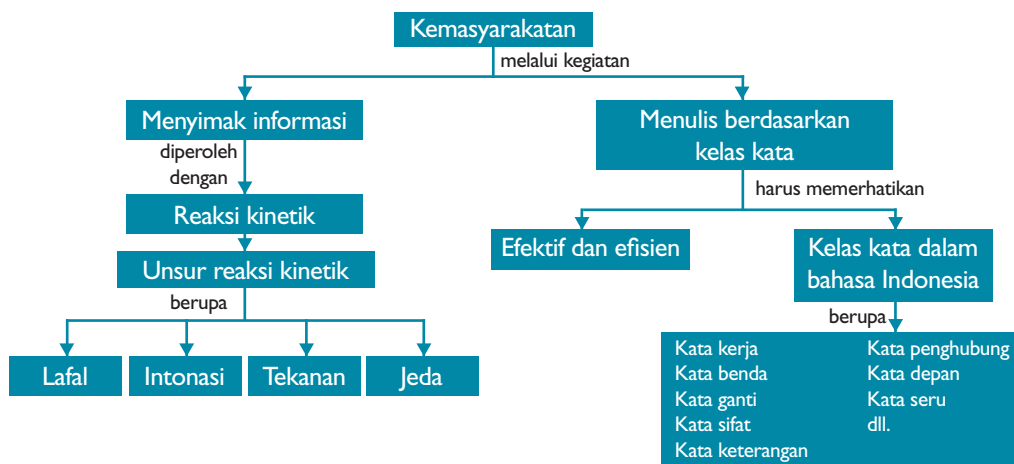 Kemasyarakatan
melalui kegiatan
Menyimak informasi
diperoleh
dengan
Reaksi kinetik
Unsur reaksi kinetik
berupa
Lafal
Intonasi
Tekanan
Jeda
Menulis berdasarkan
kelas kata
harus memerhatikan
Efektif dan efisien
Kelas kata dalam
bahasa Indonesia
berupa
Kata kerja
Kata benda
Kata ganti
Kata sifat
Kata keterangan
Kata penghubung
Kata depan
Kata seru
dll.